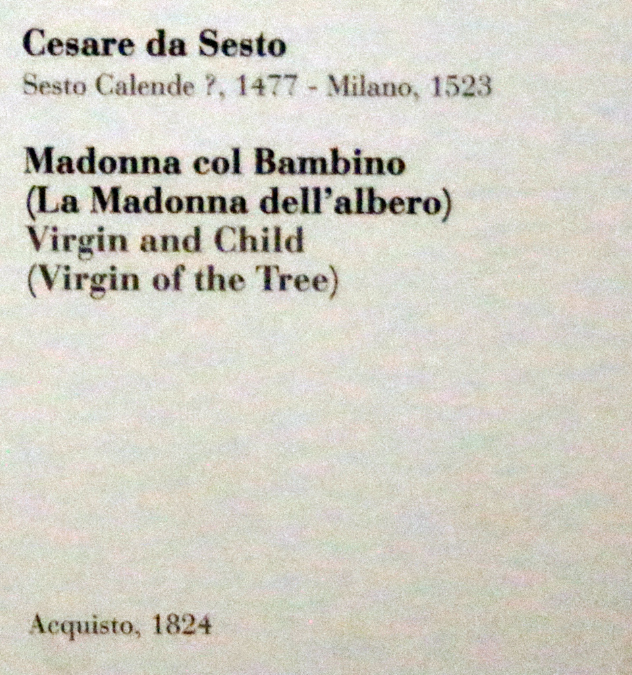 Cesare da Sesto
Sesto Calende ?, 1477 - Milano, 1523
Madonna col Bambino
(La Madonna dell'albero)
Virgin and Child
(Virgin of the Tree)
Acquisto, 1824